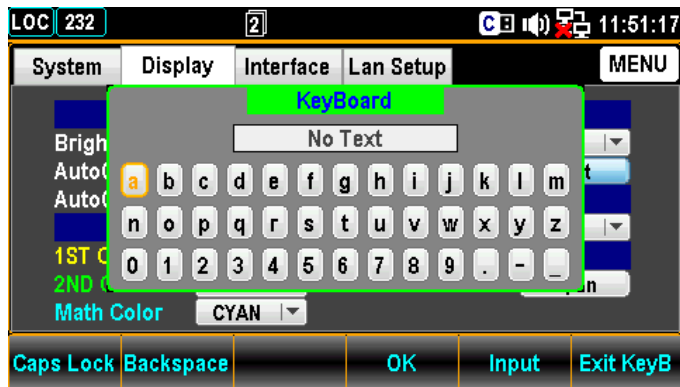 LOC 232 2 C 11:51:17
System Display Interface Lan Setup MENU
KeyBoard
No Text
Brigh
a b c d e f g h i j k l m
n o p q r s t u v w x y z
1ST
0 1 2 3 4 5 6 7 8 9 . - _
2ND
Math Color CYAN
Caps Lock Backspace OK Input Exit KeyB